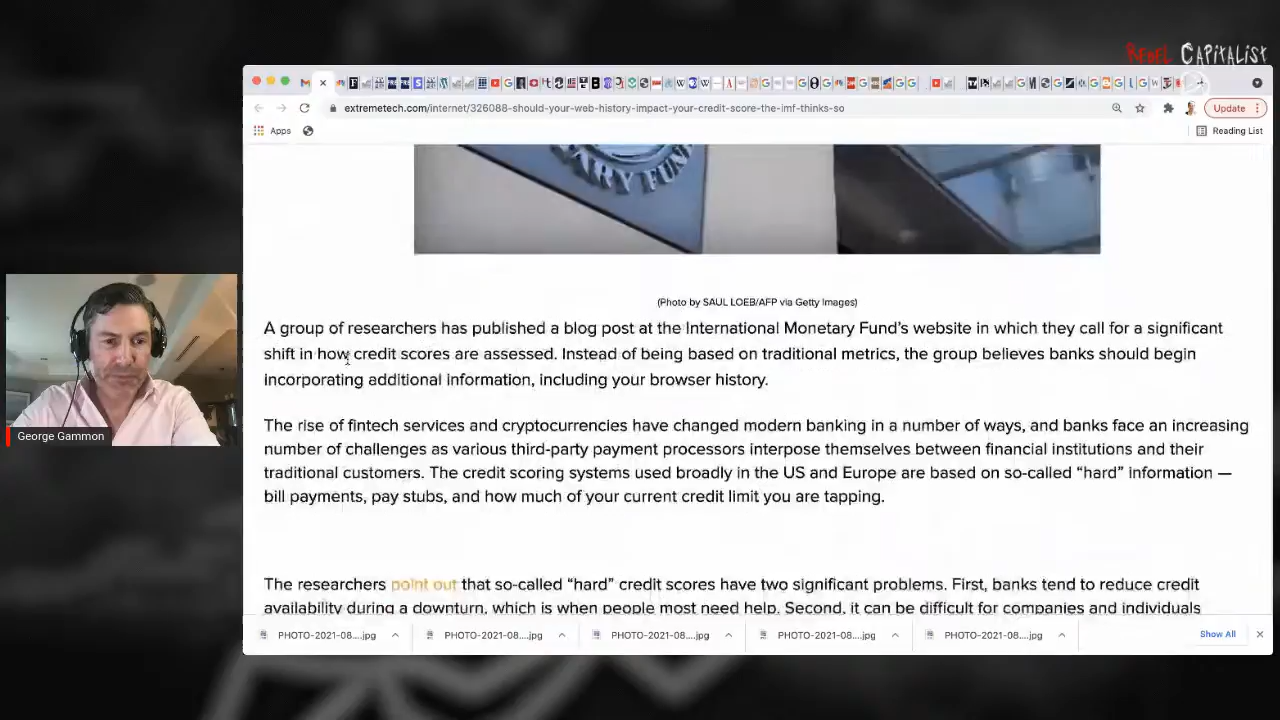 REBEL CAPITALIST
extremetech.com/internet/326088-should-your-web-history-impact-your-credit-score-the-imf-thinks-so
Update
Apps
Reading List
ARY FUN
(Photo by SAUL LOEB/AFP via Getty Images)
A group of researchers has published a blog post at the International Monetary Fund's website in which they call for a significant
shift in how credit scores are assessed. Instead of being based on traditional metrics, the group believes banks should begin
incorporating additional information, including your browser history.
The rise of fintech services and cryptocurrencies have changed modern banking in a number of ways, and banks face an increasing
number of challenges as various third-party payment processors interpose themselves between financial institutions and their
traditional customers. The credit scoring systems used broadly in the US and Europe are based on so-called “hard” information —
bill payments, pay stubs, and how much of your current credit limit you are tapping.
George Gammon
The researchers point out that so-called “hard” credit scores have two significant problems. First, banks tend to reduce credit
availability during a downturn, which is when people most need help. Second, it can be difficult for companies and individuals
PHOTO-2021-08....jpg
PHOTO-2021-08....jpg
PHOTO-2021-08....jpg
PHOTO-2021-08....jpg
PHOTO-2021-08....jpg
Show All